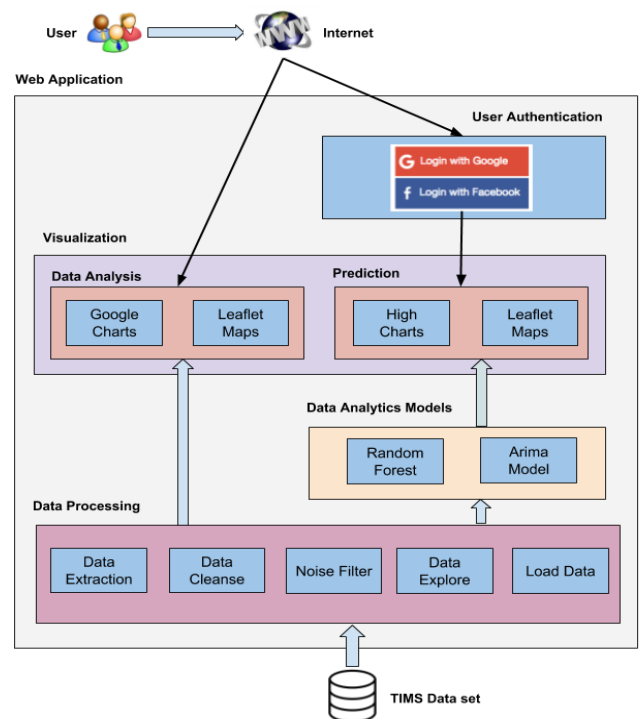 User
WWW
Internet
Web Application
User Authentication
G Login with Google
f Login with Facebook
Visualization
Data Analysis
Prediction
Google
Charts
Leaflet
Maps
High
Charts
Leaflet
Maps
Data Analytics Models
Random
Forest
Arima
Model
Data Processing
Data
Extraction
Data
Cleanse
Noise Filter
Data
Explore
Load Data
TIMS Data set